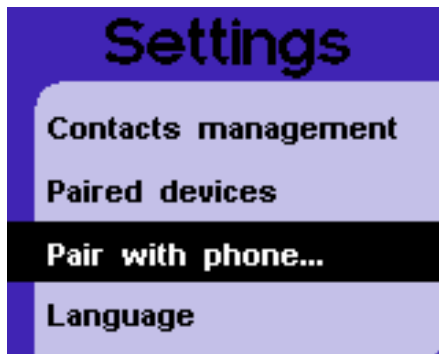 Settings
Contacts management
Paired devices
Pair with phone...
Language